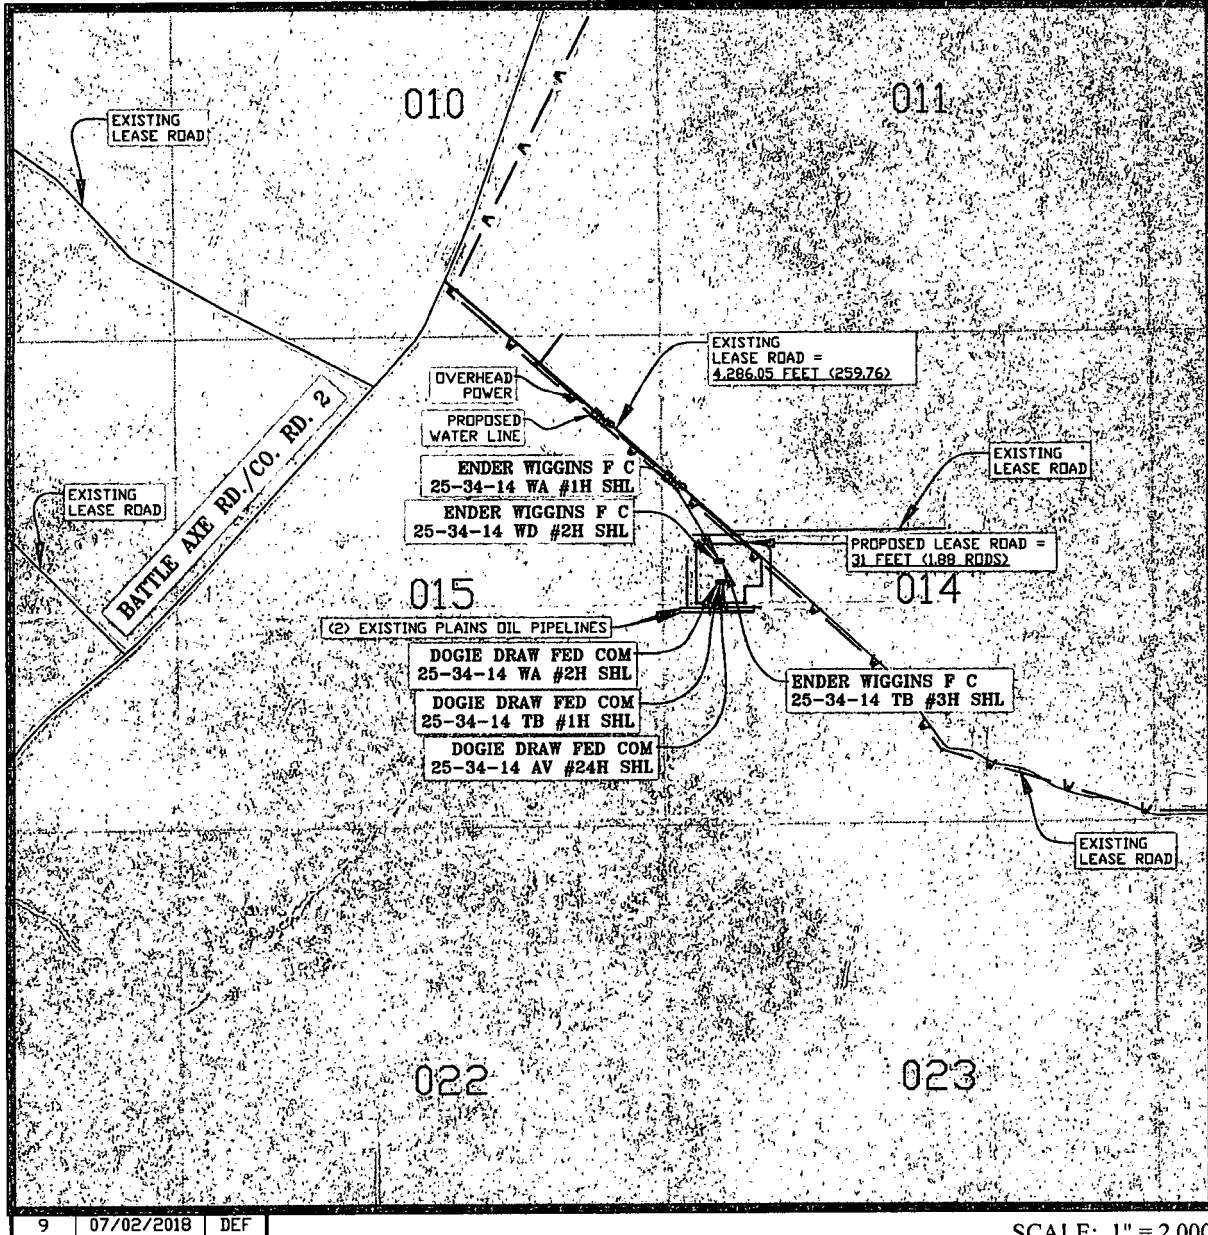 010
011
EXISTING
LEASE ROAD
EXISTING
LEASE ROAD =
4,286.05 FEET (259.76)
OVERHEAD
POWER
PROPOSED
WATER LINE
BATTLE AXE RD./CO. RD. 2
EXISTING
LEASE ROAD
ENDER WIGGINS F C
25-34-14 WA #1H SHL
ENDER WIGGINS F C
25-34-14 WD #2H SHL
EXISTING
LEASE ROAD
PROPOSED LEASE ROAD =
31 FEET (1.88 RODS)
015
014
(2) EXISTING PLAINS OIL PIPELINES
DOGIE DRAW FED COM
25-34-14 WA #2H SHL
DOGIE DRAW FED COM
25-34-14 TB #1H SHL
DOGIE DRAW FED COM
25-34-14 AV #24H SHL
ENDER WIGGINS F C
25-34-14 TB #3H SHL
EXISTING
LEASE ROAD
022
023
9 07/02/2018 DEF
SCALE: 1" = 2,000